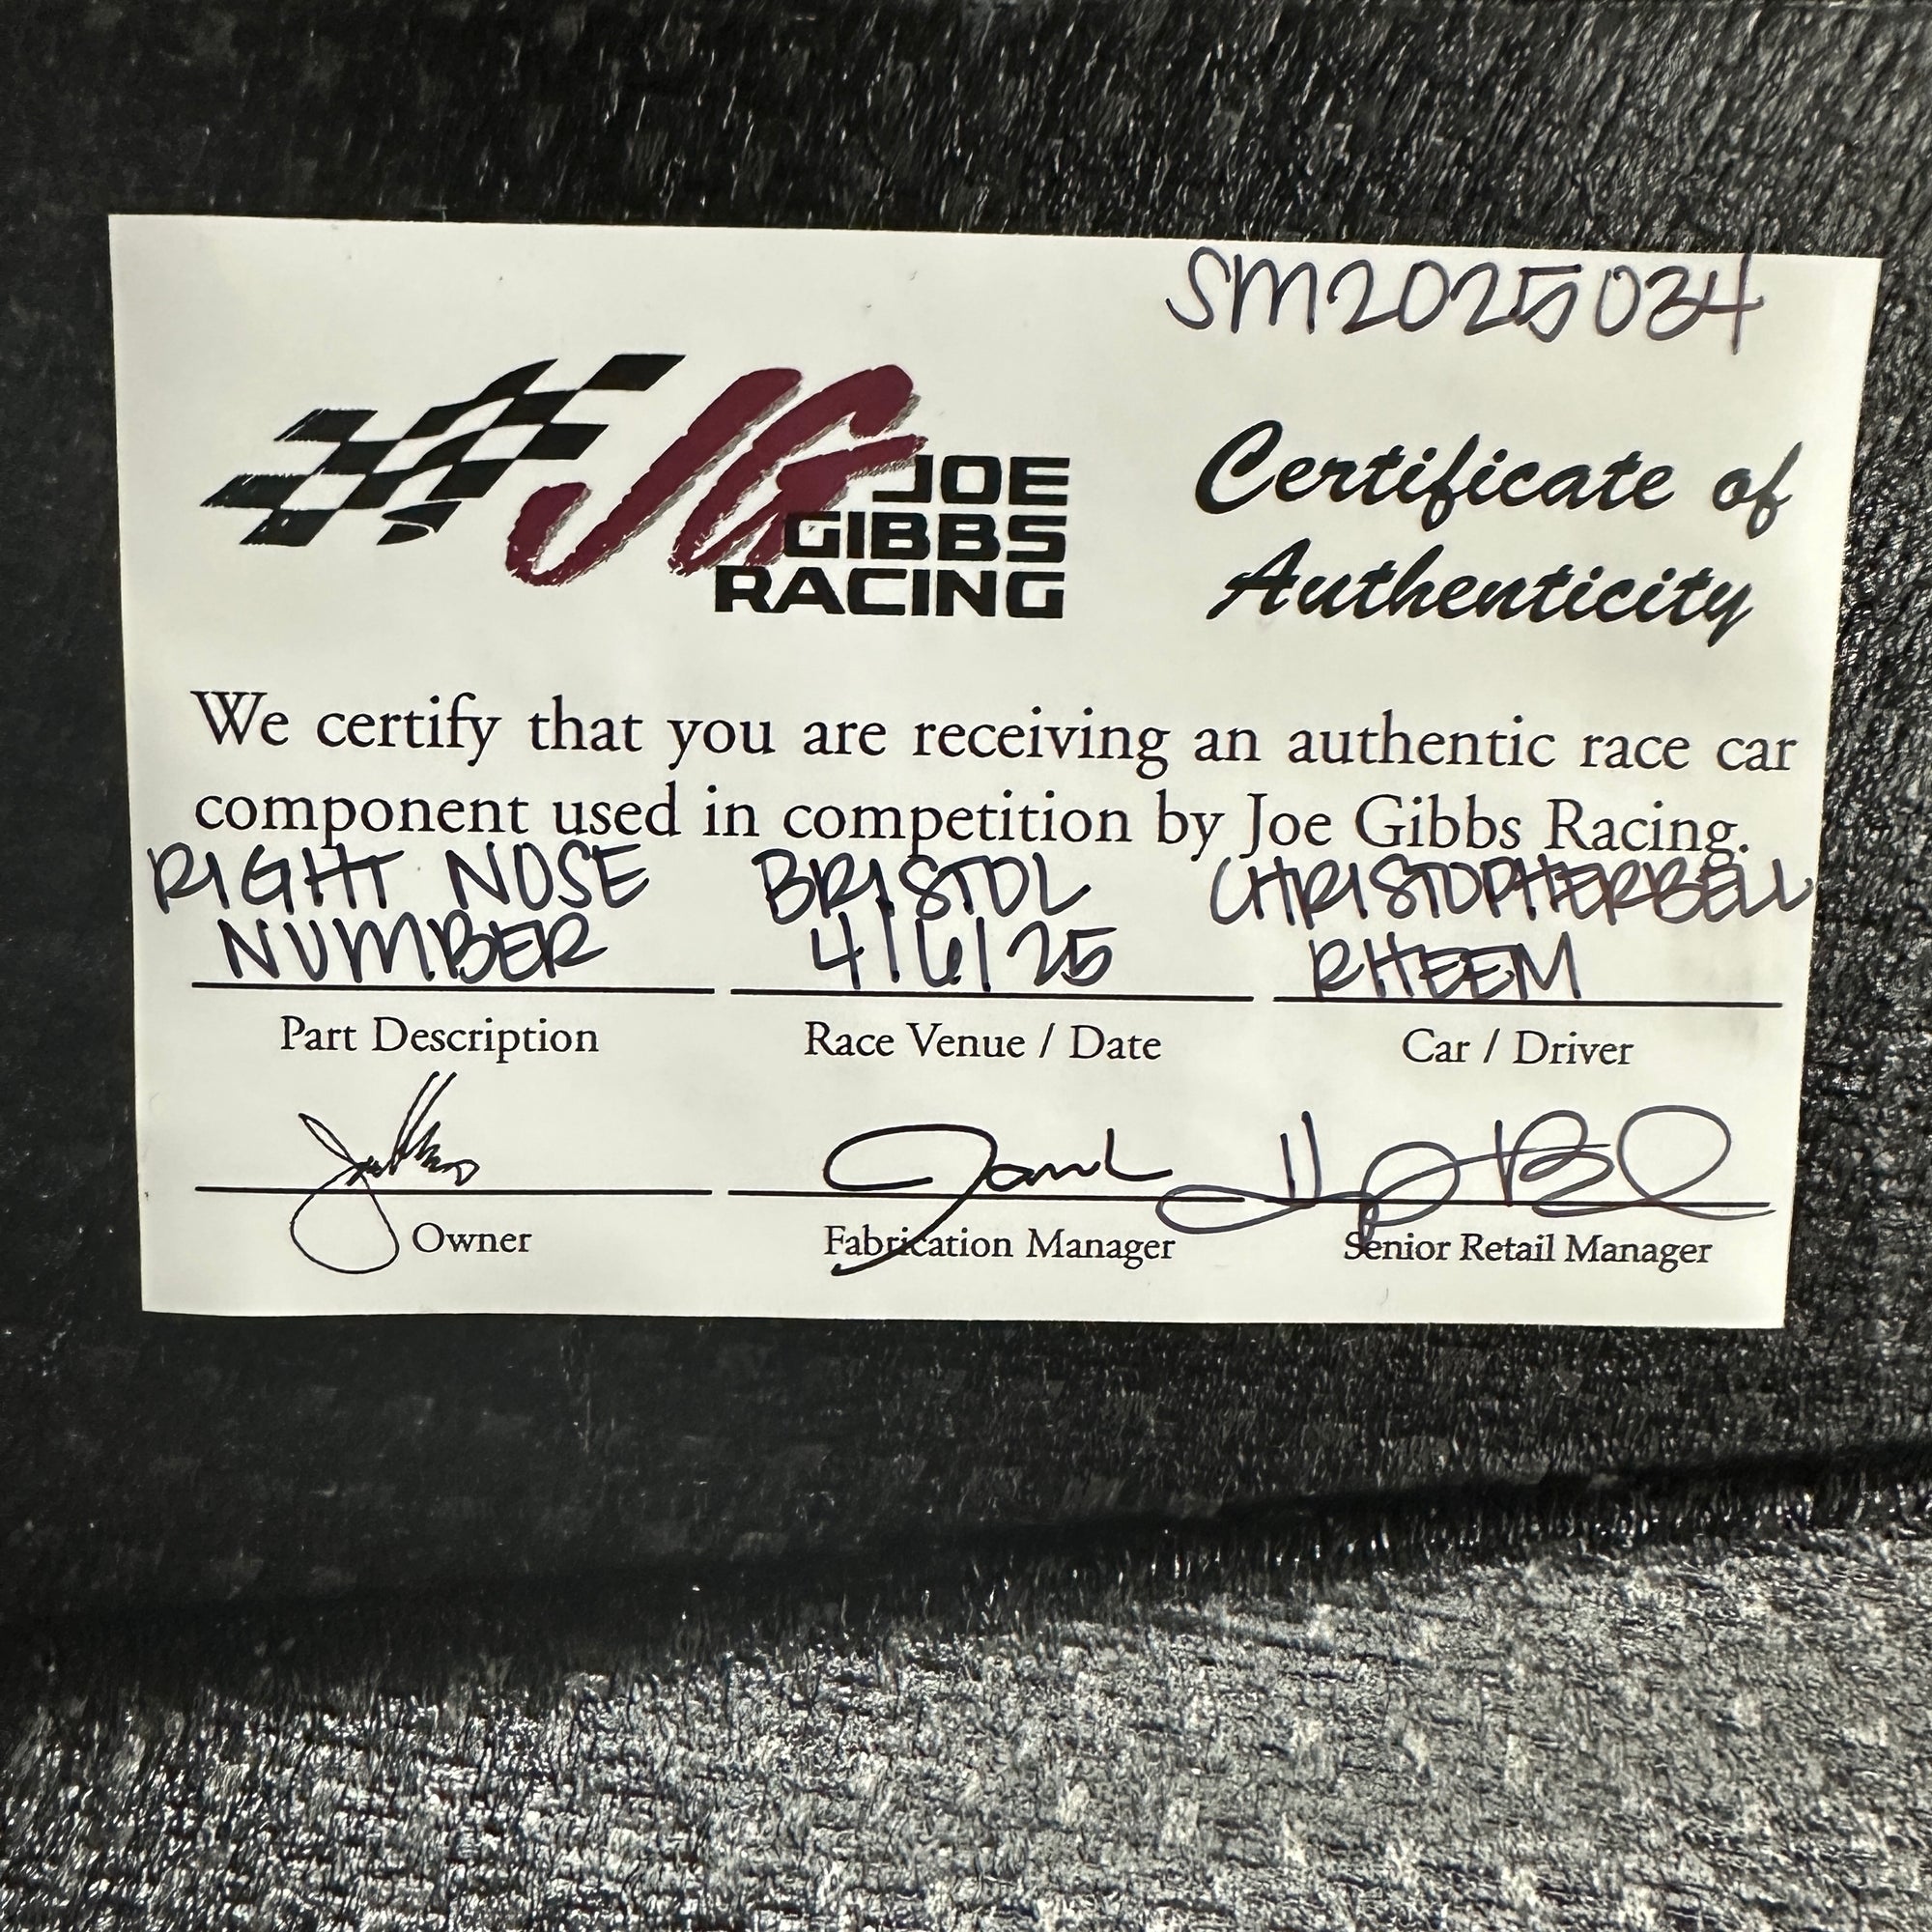 SM2025034
JG JOE
GIBBS
RACING
Certificate of
Authenticity
We certify that you are receiving an authentic race car
component used in competition by Joe Gibbs Racing.
RIGHT NOSE
NUMBER
BRISTOL
4/6/25
CHRISTOPHERBELL
RHEEM
Part Description
Race Venue / Date
Car / Driver
Owner
Fabrication Manager
Senior Retail Manager